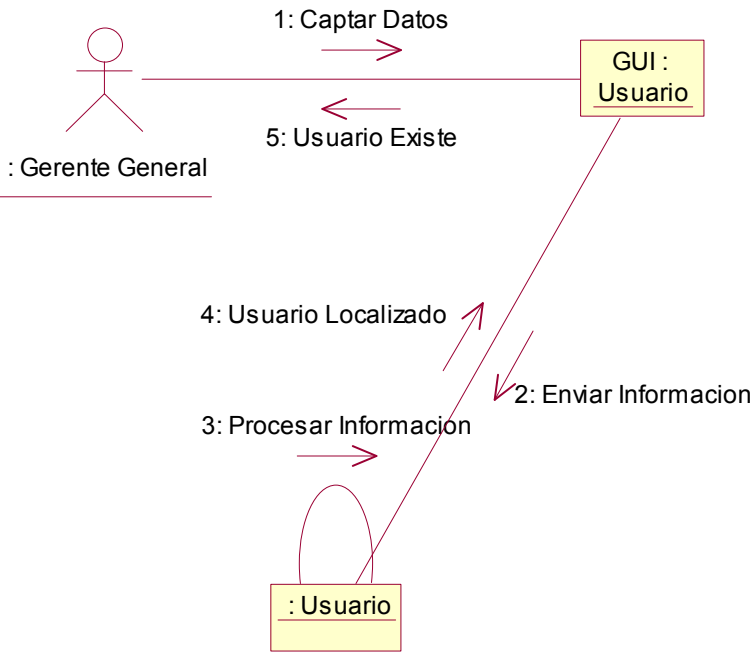 1: Captar Datos
GUI :
Usuario
5: Usuario Existe
: Gerente General
4: Usuario Localizado
2: Enviar Informacion
3: Procesar Informacion
: Usuario